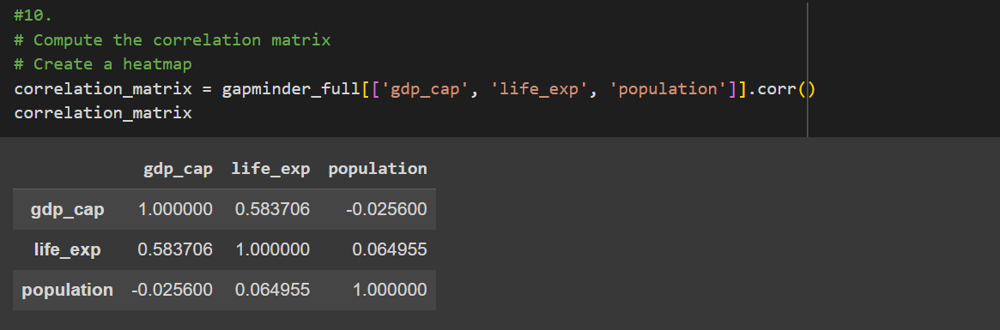 #10.
# Compute the correlation matrix
# Create a heatmap
correlation_matrix = gapminder_full[['gdp_cap', 'life_exp', 'population']].corr()
correlation_matrix
gdp_cap life_exp population
gdp_cap 1.000000 0.583706 -0.025600
life_exp 0.583706 1.000000 0.064955
population -0.025600 0.064955 1.000000